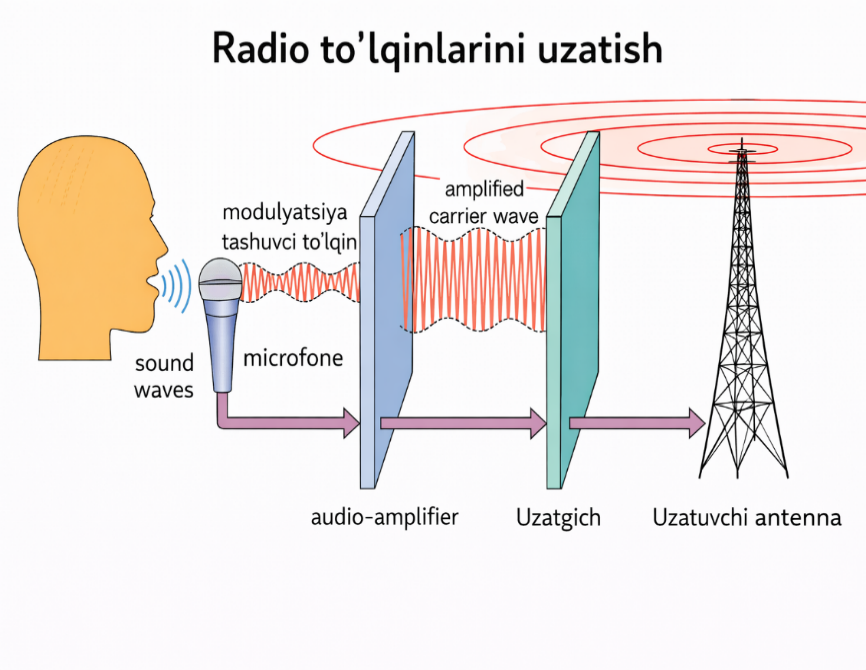 Radio to'lqinlarini uzatish
amplified
carrier wave
modulyatsiya
tashuvci to'lqin
sound
waves
microfone
audio-amplifier
Uzatgich
Uzatuvchi antenna